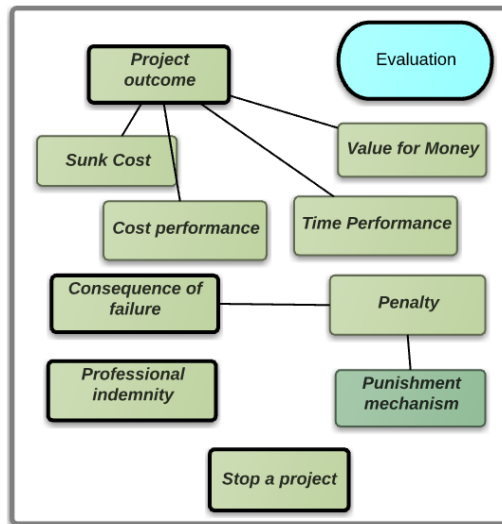 Project
outcome
Evaluation
Sunk Cost
Value for Money
Cost performance
Time Performance
Consequence of
failure
Penalty
Professional
indemnity
Punishment
mechanism
Stop a project